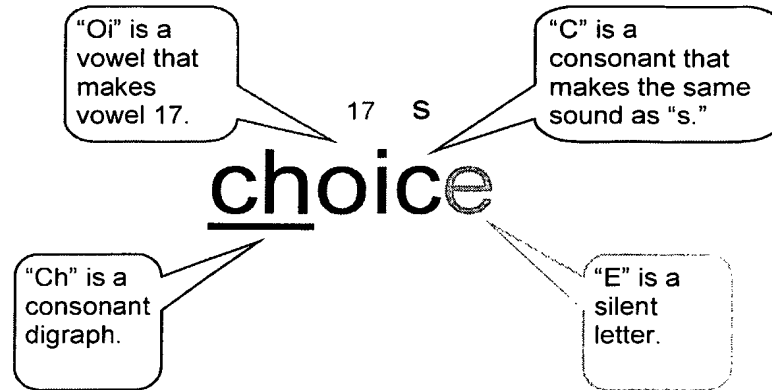 “Oi” is a
vowel that
makes
vowel 17.
“C” is a
consonant that
makes the same
sound as “s.”
17 s
choice
“Ch” is a
consonant
digraph.
“E” is a
silent
letter.